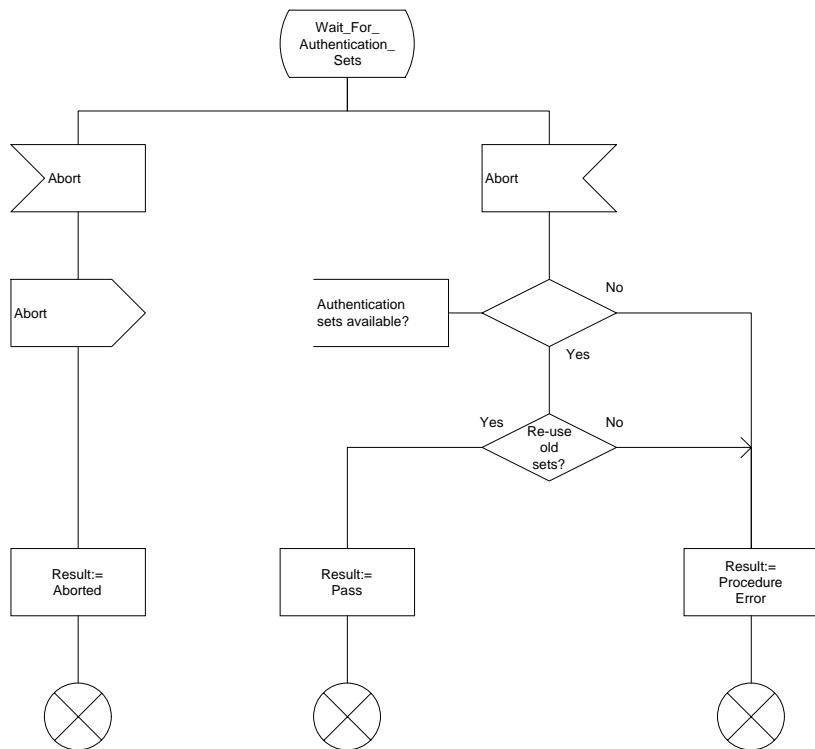 Wait_For_
Authentication_
Sets
Abort
Abort
Abort
Authentication
sets available?
No
Yes
Yes
Re-use
old
sets?
No
Result:=
Aborted
Result:=
Pass
Result:=
Procedure
Error